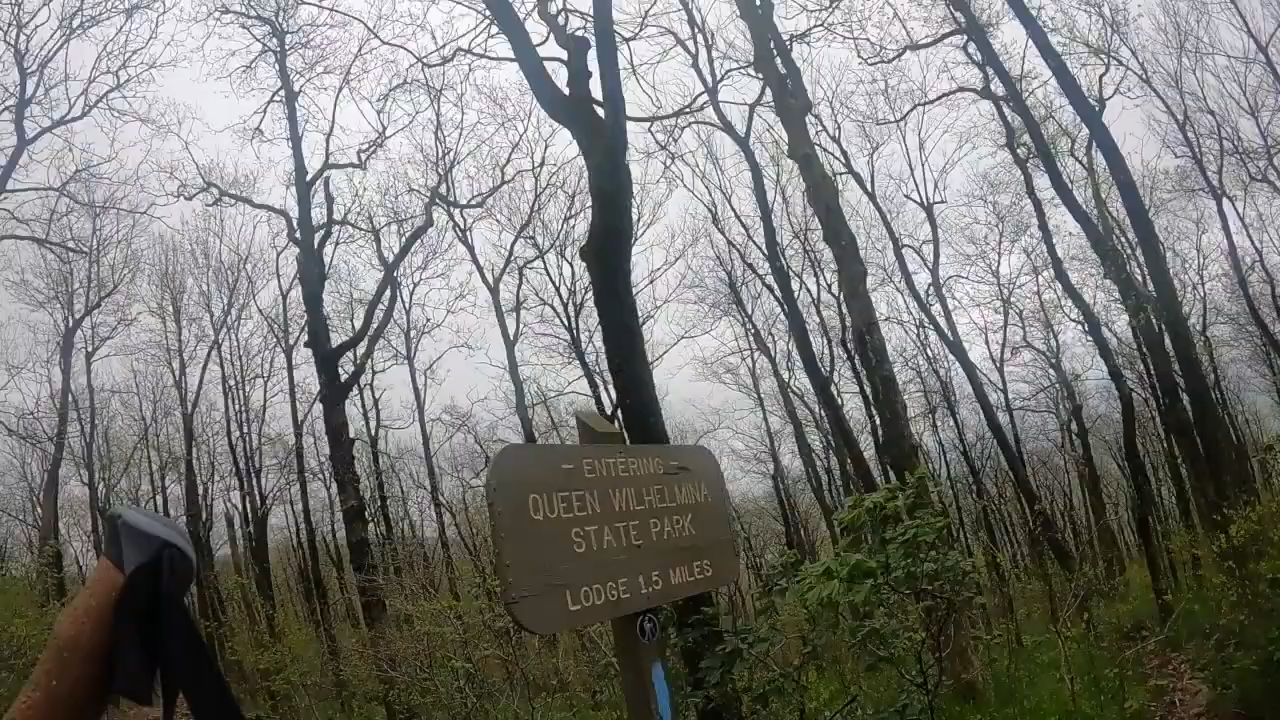 - ENTERING -
QUEEN WILHELMINA
STATE PARK
LODGE 1.5 MILES